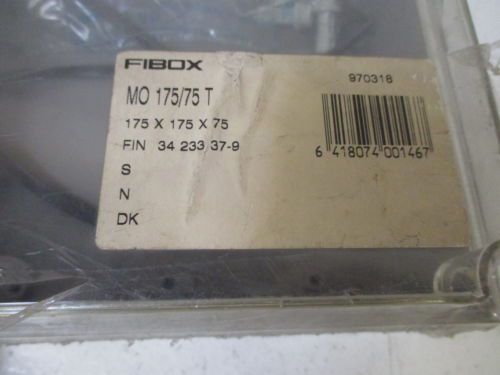 FIBOX
970318
MO 175/75 T
175 X 175 X 75
FIN 34 233 37-9
S
N
DK
6 418074 001467